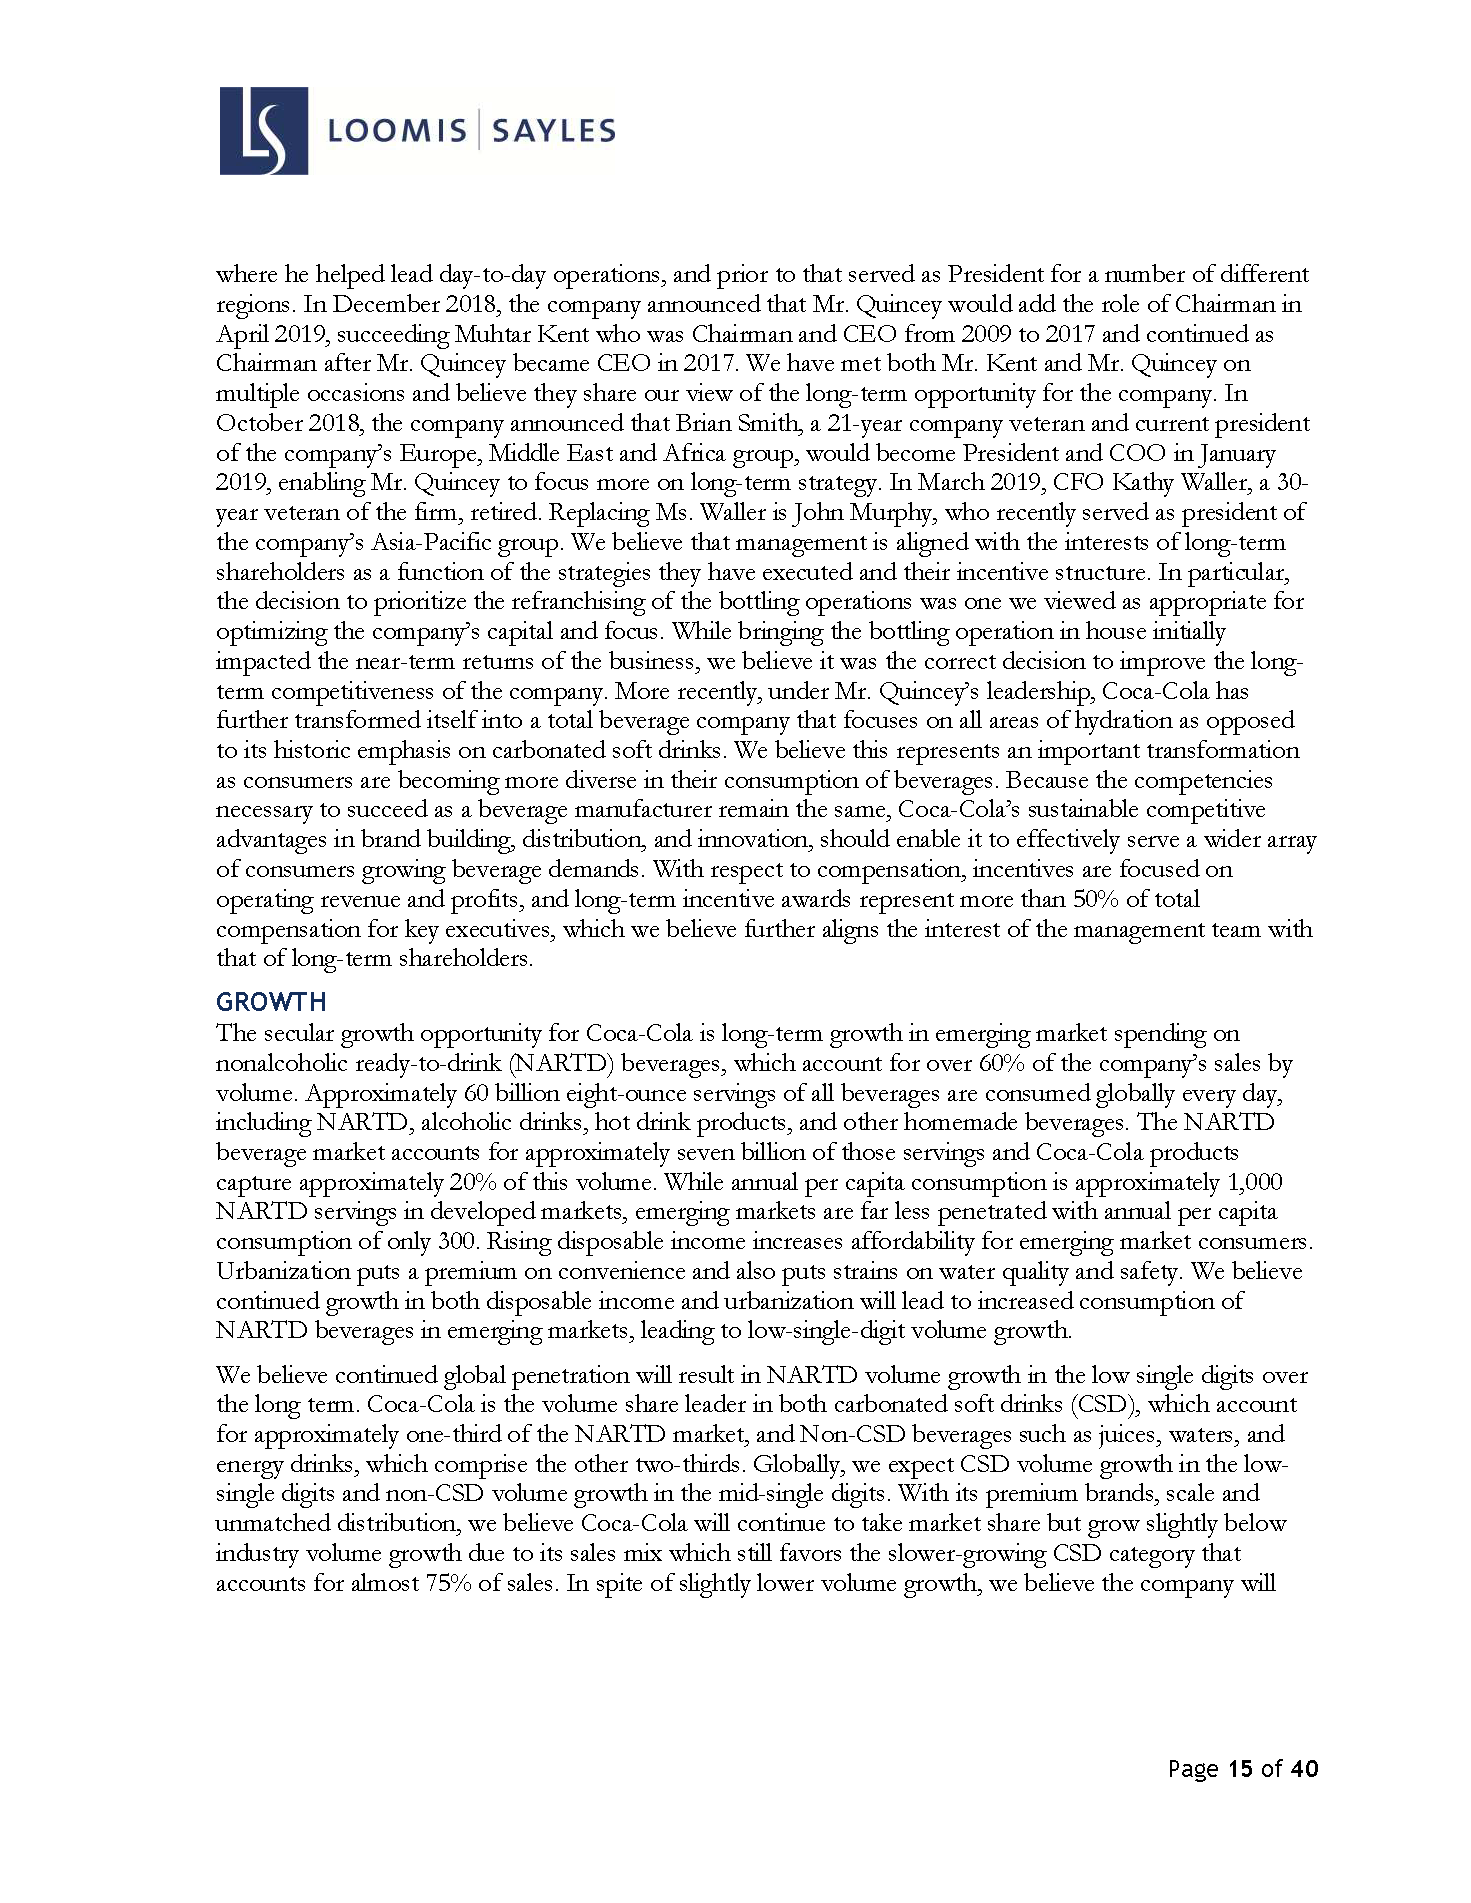 LS LOOMIS | SAYLES
where he helped lead day-to-day operations, and prior to that served as President for a number of different
regions. In December 2018, the company announced that Mr. Quincey would add the role of Chairman in
April 2019, succeeding Muhtar Kent who was Chairman and CEO from 2009 to 2017 and continued as
Chairman after Mr. Quincey became CEO in 2017. We have met both Mr. Kent and Mr. Quincey on
multiple occasions and believe they share our view of the long-term opportunity for the company. In
October 2018, the company announced that Brian Smith, a 21-year company veteran and current president
of the company’s Europe, Middle East and Africa group, would become President and COO in January
2019, enabling Mr. Quincey to focus more on long-term strategy. In March 2019, CFO Kathy Waller, a 30-
year veteran of the firm, retired. Replacing Ms. Waller is John Murphy, who recently served as president of
the company’s Asia-Pacific group. We believe that management is aligned with the interests of long-term
shareholders as a function of the strategies they have executed and their incentive structure. In particular,
the decision to prioritize the refranchising of the bottling operations was one we viewed as appropriate for
optimizing the company’s capital and focus. While bringing the bottling operation in house initially
impacted the near-term returns of the business, we believe it was the correct decision to improve the long-
term competitiveness of the company. More recently, under Mr. Quincey’s leadership, Coca-Cola has
further transformed itself into a total beverage company that focuses on all areas of hydration as opposed
to its historic emphasis on carbonated soft drinks. We believe this represents an important transformation
as consumers are becoming more diverse in their consumption of beverages. Because the competencies
necessary to succeed as a beverage manufacturer remain the same, Coca-Cola’s sustainable competitive
advantages in brand building, distribution, and innovation, should enable it to effectively serve a wider array
of consumers growing beverage demands. With respect to compensation, incentives are focused on
operating revenue and profits, and long-term incentive awards represent more than 50% of total
compensation for key executives, which we believe further aligns the interest of the management team with
that of long-term shareholders.
GROWTH
The secular growth opportunity for Coca-Cola is long-term growth in emerging market spending on
nonalcoholic ready-to-drink (NARTD) beverages, which account for over 60% of the company’s sales by
volume. Approximately 60 billion eight-ounce servings of all beverages are consumed globally every day,
including NARTD, alcoholic drinks, hot drink products, and other homemade beverages. The NARTD
beverage market accounts for approximately seven billion of those servings and Coca-Cola products
capture approximately 20% of this volume. While annual per capita consumption is approximately 1,000
NARTD servings in developed markets, emerging markets are far less penetrated with annual per capita
consumption of only 300. Rising disposable income increases affordability for emerging market consumers.
Urbanization puts a premium on convenience and also puts strains on water quality and safety. We believe
continued growth in both disposable income and urbanization will lead to increased consumption of
NARTD beverages in emerging markets, leading to low-single-digit volume growth.
We believe continued global penetration will result in NARTD volume growth in the low single digits over
the long term. Coca-Cola is the volume share leader in both carbonated soft drinks (CSD), which account
for approximately one-third of the NARTD market, and Non-CSD beverages such as juices, waters, and
energy drinks, which comprise the other two-thirds. Globally, we expect CSD volume growth in the low-
single digits and non-CSD volume growth in the mid-single digits. With its premium brands, scale and
unmatched distribution, we believe Coca-Cola will continue to take market share but grow slightly below
industry volume growth due to its sales mix which still favors the slower-growing CSD category that
accounts for almost 75% of sales. In spite of slightly lower volume growth, we believe the company will
Page 15 of 40